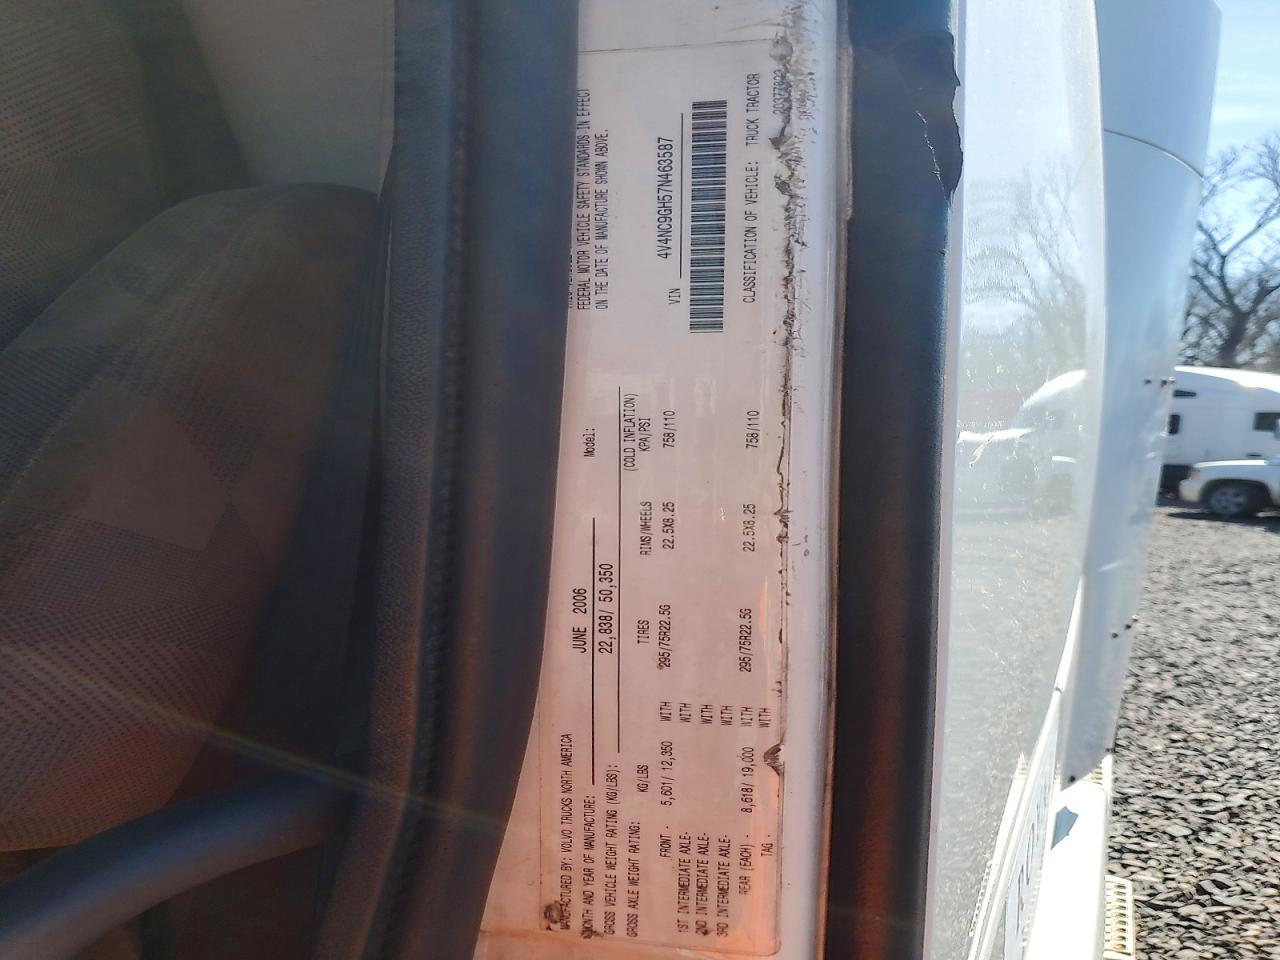 MANUFACTURED BY: VOLVO TRUCKS NORTH AMERICA
MONTH AND YEAR OF MANUFACTURE: JUNE 2006 Model:
GROSS VEHICLE WEIGHT RATING (KG/LBS): 22,838/ 50,350
GROSS AXLE WEIGHT RATING: KG/LBS TIRES RIMS/WHEELS (COLD INFLATION) KPA/PSI
FRONT - 5,601/ 12,350 WITH 295/75R22.5G 22.5X8.25 758/110
1ST INTERMEDIATE AXLE- WITH
2ND INTERMEDIATE AXLE- WITH
3RD INTERMEDIATE AXLE- WITH
REAR (EACH) - 8,618/ 19,000 WITH 295/75R22.5G 22.5X8.25 758/110
TAG - WITH
FEDERAL MOTOR VEHICLE SAFETY STANDARDS IN EFFECT
ON THE DATE OF MANUFACTURE SHOWN ABOVE.
VIN 4V4NC9GH57N463587
CLASSIFICATION OF VEHICLE: TRUCK TRACTOR